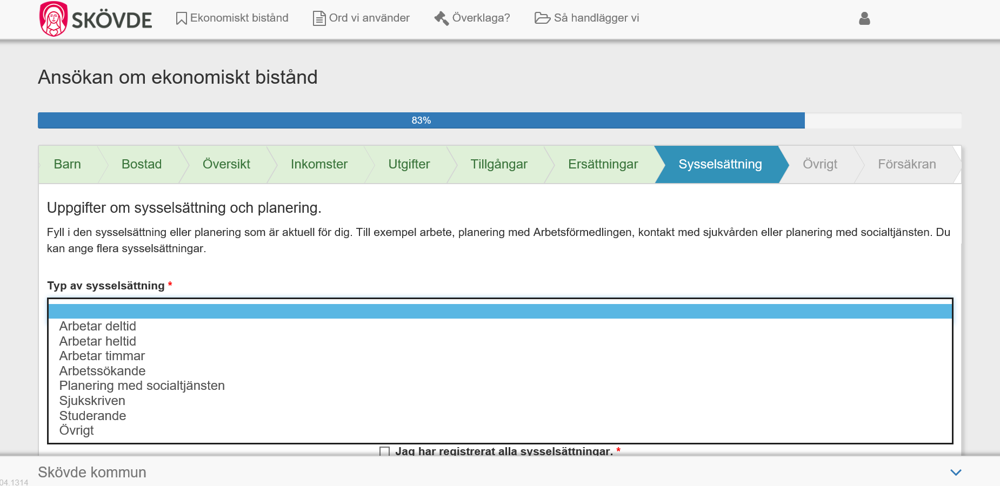 SKÖVDE
Ekonomiskt bistånd
Ord vi använder
Överklaga?
Så handlägger vi
Ansökan om ekonomiskt bistånd
83%
Barn
Bostad
Översikt
Inkomster
Utgifter
Tillgångar
Ersättningar
Sysselsättning
Övrigt
Försäkran
Uppgifter om sysselsättning och planering.
Fyll i den sysselsättning eller planering som är aktuell för dig. Till exempel arbete, planering med Arbetsförmedlingen, kontakt med sjukvården eller planering med socialtjänsten. Du
kan ange flera sysselsättningar.
Typ av sysselsättning *
Arbetar deltid
Arbetar heltid
Arbetar timmar
Arbetssökande
Planering med socialtjänsten
Sjukskriven
Studerande
Övrigt
Jag har registrerat alla sysselsättningar. *
Skövde kommun
04.1314